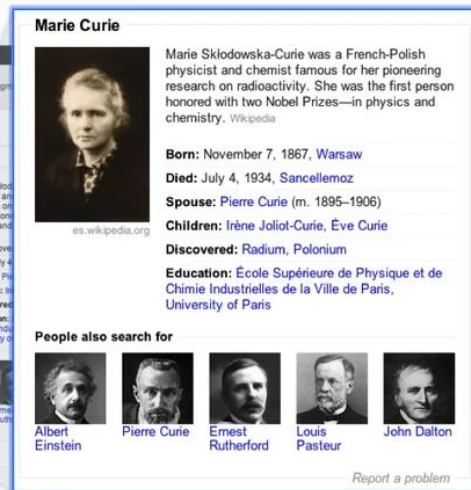 Marie Curie
Marie Skłodowska-Curie was a French-Polish
physicist and chemist famous for her pioneering
research on radioactivity. She was the first person
honored with two Nobel Prizes—in physics and
chemistry. Wikipedia
es.wikipedia.org
Born: November 7, 1867, Warsaw
Died: July 4, 1934, Sancellemoz
Spouse: Pierre Curie (m. 1895–1906)
Children: Irène Joliot-Curie, Ève Curie
Discovered: Radium, Polonium
Education: École Supérieure de Physique et de
Chimie Industrielles de la Ville de Paris,
University of Paris
People also search for
Albert
Einstein
Pierre Curie
Ernest
Rutherford
Louis
Pasteur
John Dalton
Report a problem